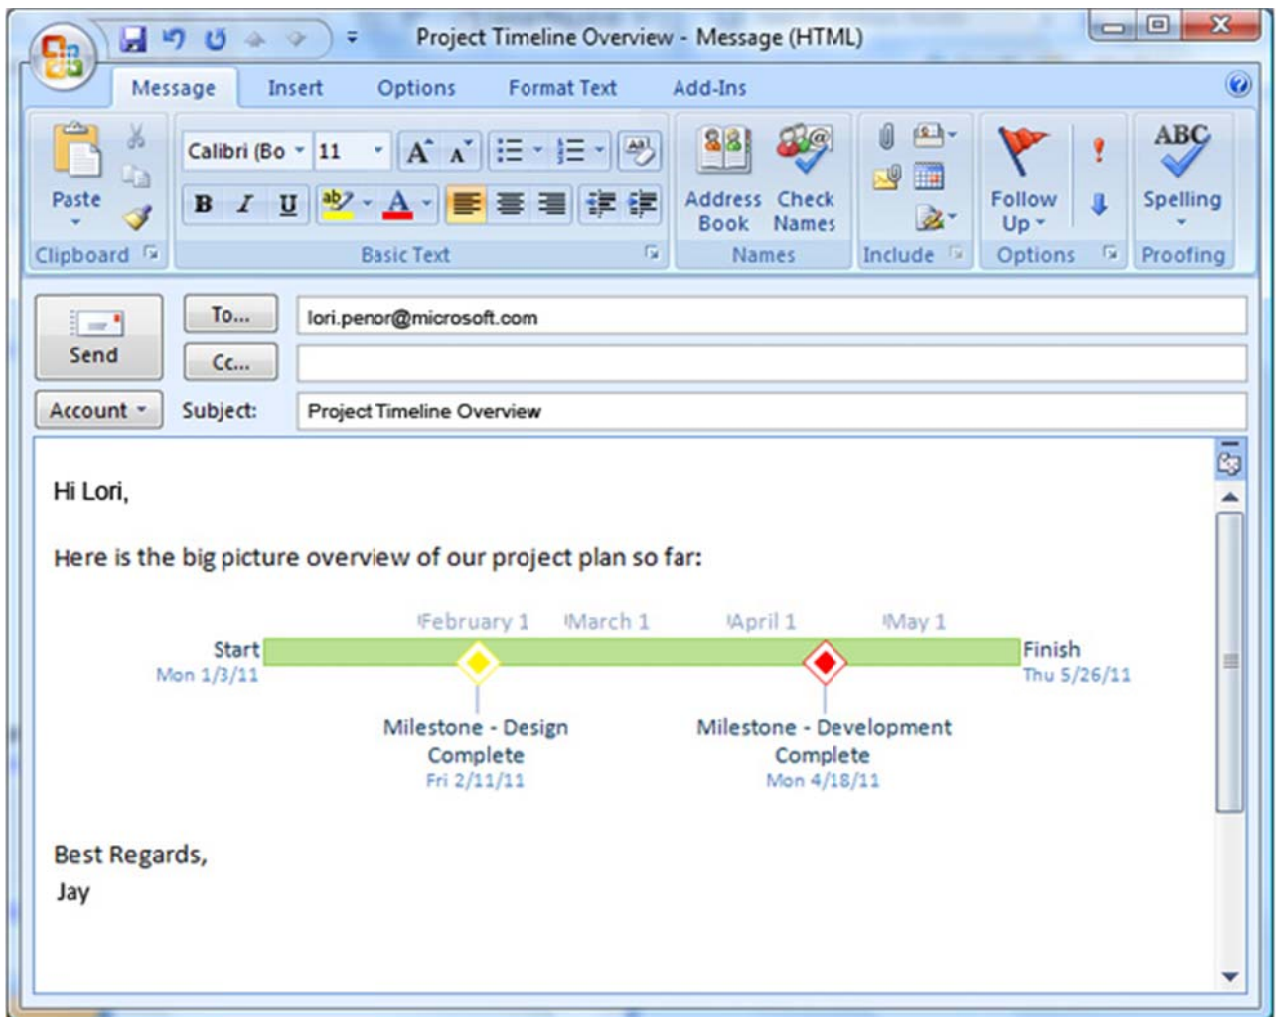 Project Timeline Overview - Message (HTML)
Message Insert Options Format Text Add-Ins
Paste
Clipboard
Calibri (Bo 11
B I U ab A
Basic Text
Address Book
Check Names
Names
Include
Follow Up
Options
ABC
Spelling
Proofing
Send
To... lori.penor@microsoft.com
Cc...
Account Subject: Project Timeline Overview
Hi Lori,
Here is the big picture overview of our project plan so far:
February 1 March 1 April 1 May 1
Start Finish
Mon 1/3/11 Thu 5/26/11
Milestone - Design
Complete
Fri 2/11/11
Milestone - Development
Complete
Mon 4/18/11
Best Regards,
Jay